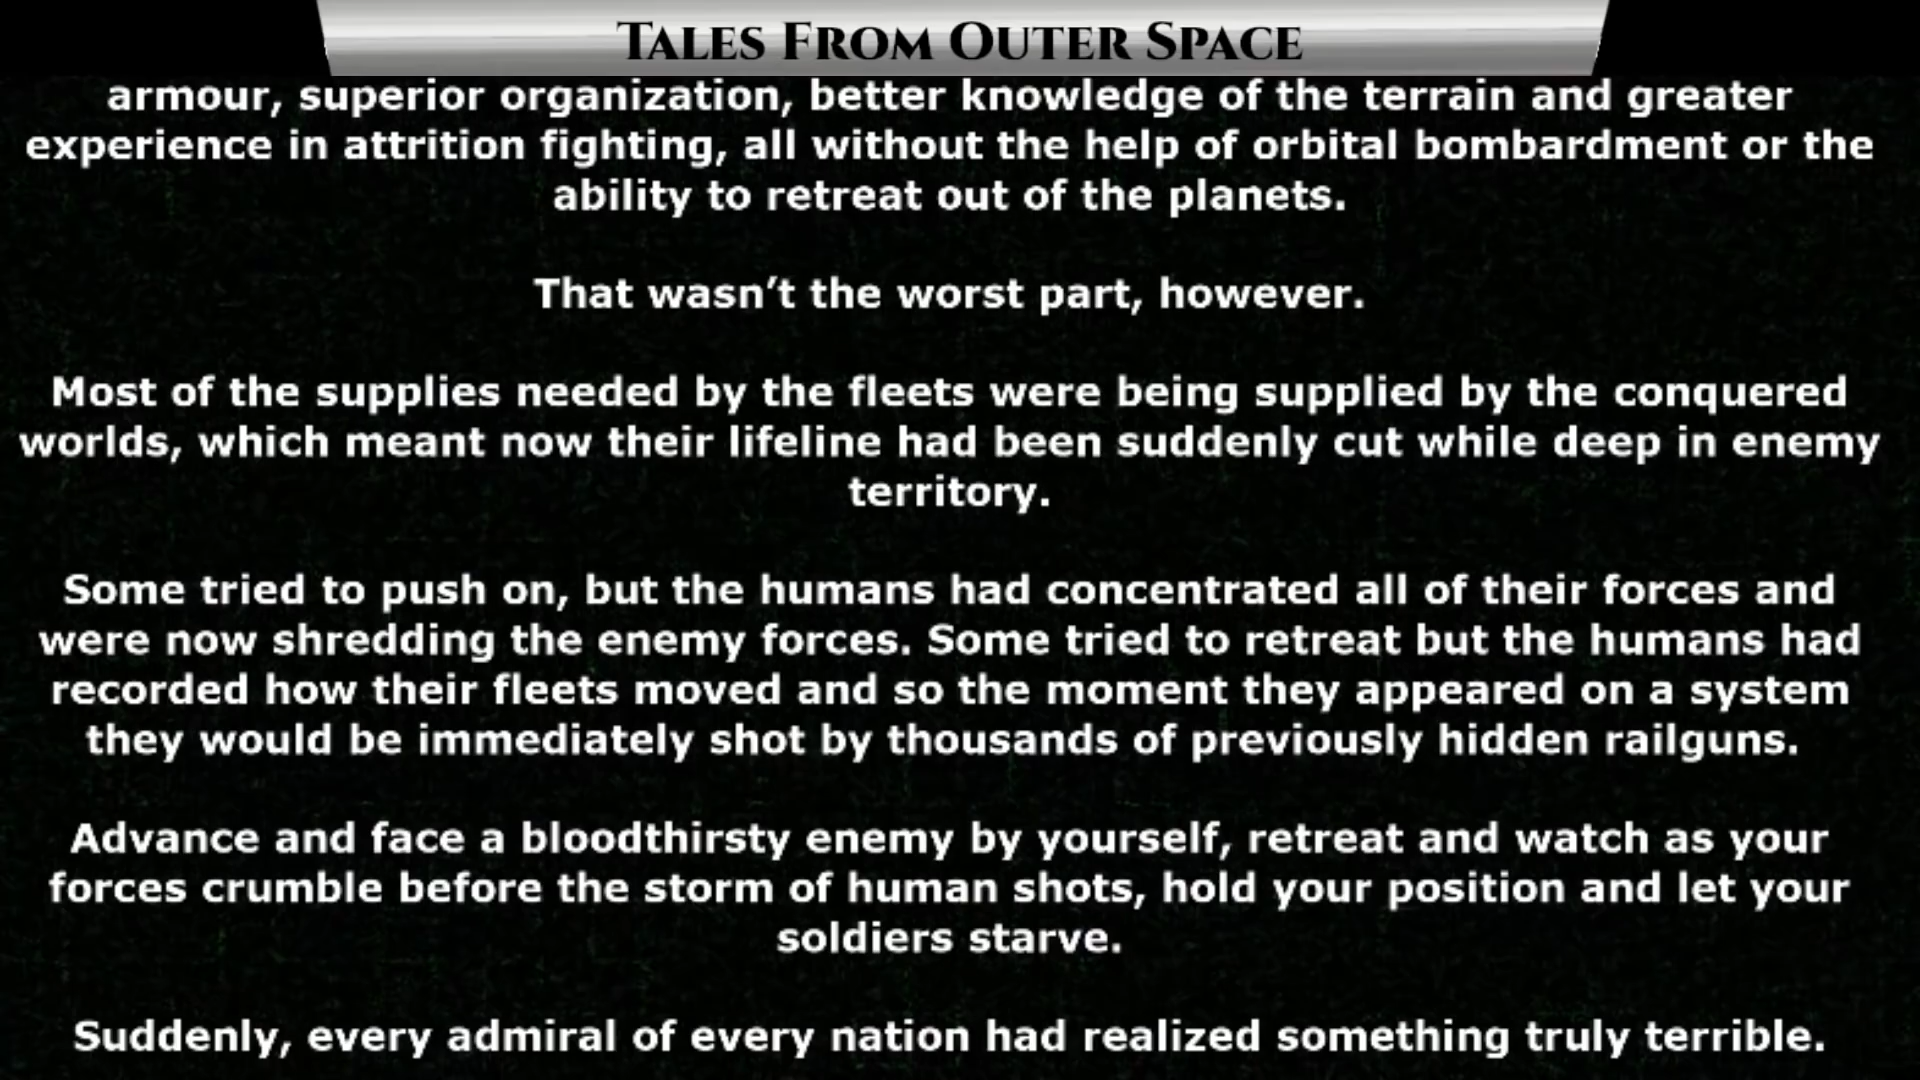 Tales From Outer Space
armour, superior organization, better knowledge of the terrain and greater
experience in attrition fighting, all without the help of orbital bombardment or the
ability to retreat out of the planets.
That wasn’t the worst part, however.
Most of the supplies needed by the fleets were being supplied by the conquered
worlds, which meant now their lifeline had been suddenly cut while deep in enemy
territory.
Some tried to push on, but the humans had concentrated all of their forces and
were now shredding the enemy forces. Some tried to retreat but the humans had
recorded how their fleets moved and so the moment they appeared on a system
they would be immediately shot by thousands of previously hidden railguns.
Advance and face a bloodthirsty enemy by yourself, retreat and watch as your
forces crumble before the storm of human shots, hold your position and let your
soldiers starve.
Suddenly, every admiral of every nation had realized something truly terrible.